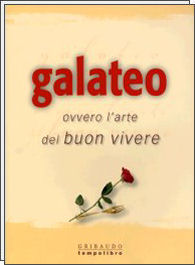 galateo
ovvero l'arte
del buon vivere
GRIBAUDO
tempolibro